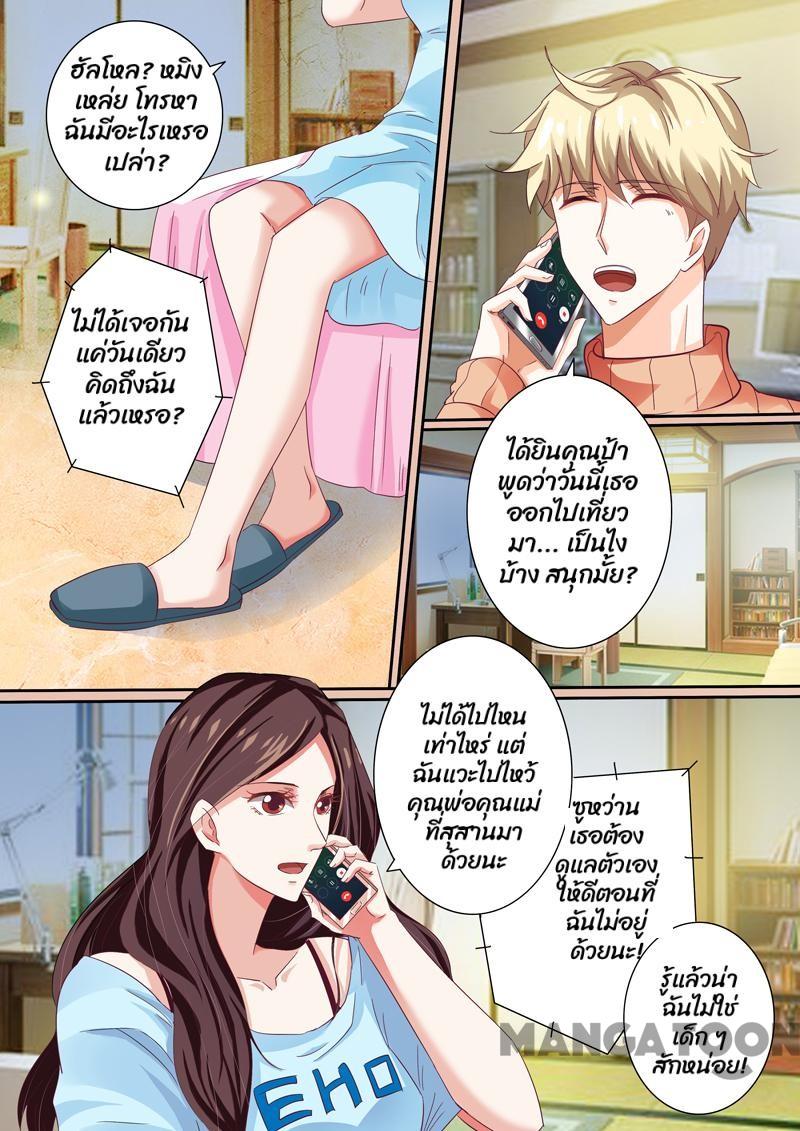 ฮัลโหล? หมิง
เหล่ย โทรหา
ฉันมีอะไรเหรอ
เปล่า?
ไม่ได้เจอกัน
แค่วันเดียว
คิดถึงฉัน
แล้วเหรอ?
ได้ยินคุณป้า
พูดว่าวันนี้เธอ
ออกไปเที่ยว
มา... เป็นไง
บ้าง สนุกมั้ย?
ไม่ได้ไปไหน
เท่าไหร่ แต่
ฉันแวะไปไหว้
คุณพ่อคุณแม่
ที่สุสานมา
ด้วยนะ
ซูหว่าน
เธอต้อง
ดูแลตัวเอง
ให้ดีตอนที่
ฉันไม่อยู่
ด้วยนะ!
รู้แล้วน่า
ฉันไม่ใช่
เด็ก ๆ
สักหน่อย!
EHO
MANGATOON